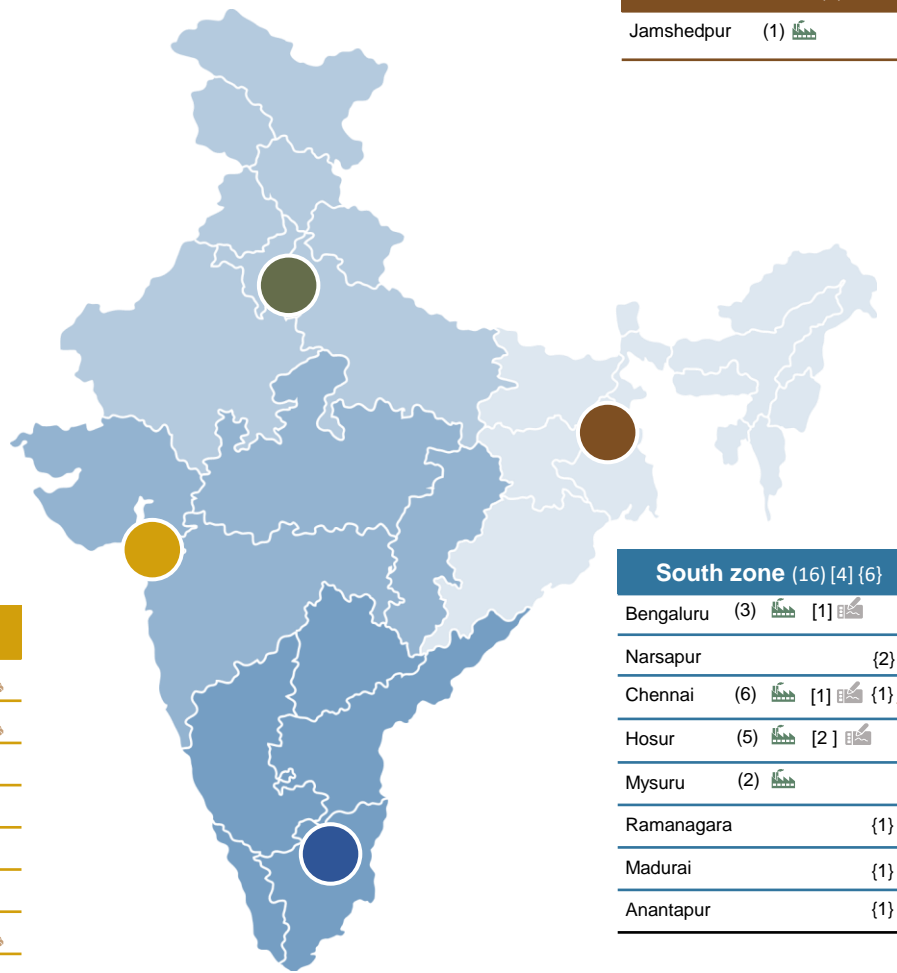 Jamshedpur (1)
South zone (16) [4] {6}
Bengaluru (3) [1]
Narsapur {2}
Chennai (6) [1] {1}
Hosur (5) [2 ]
Mysuru (2)
Ramanagara {1}
Madurai {1}
Anantapur {1}